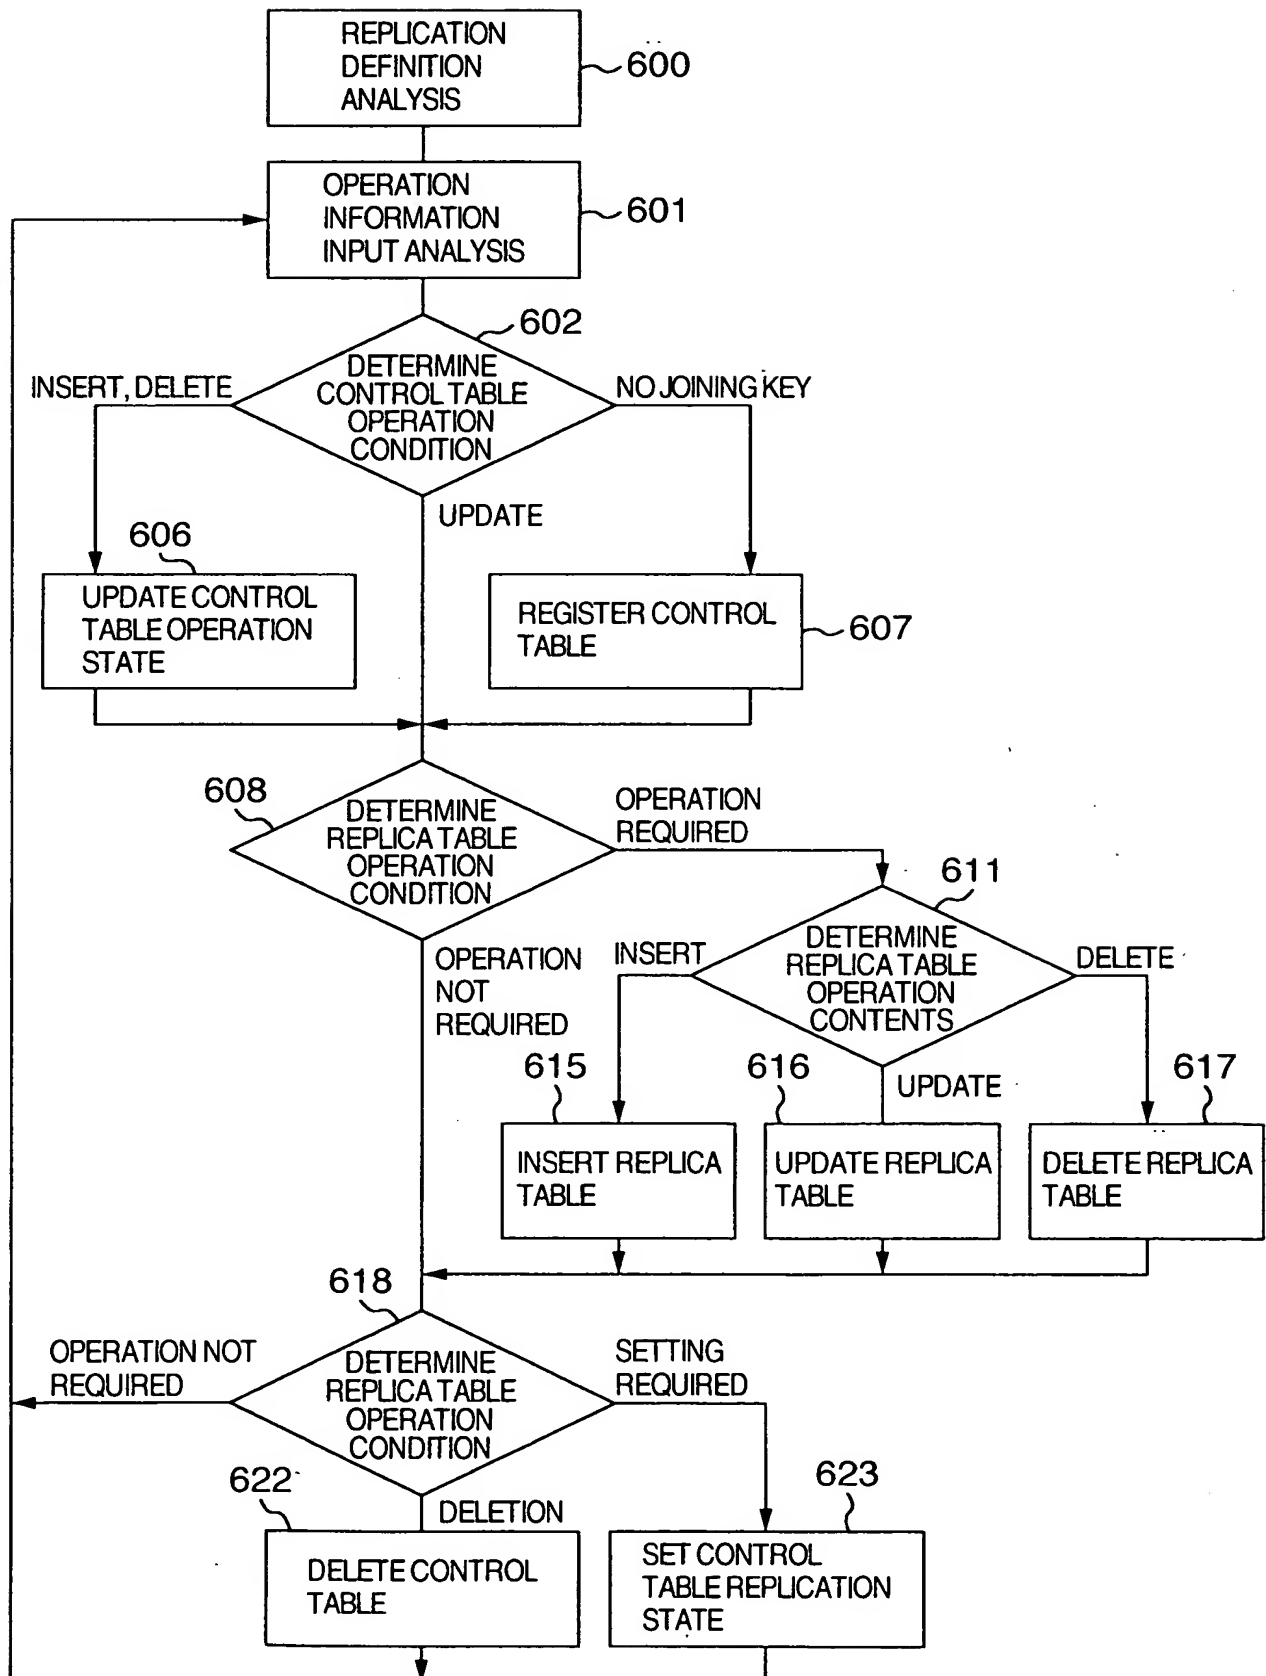 REPLICATION
DEFINITION
ANALYSIS
600
OPERATION
INFORMATION
INPUT ANALYSIS
601
602
DETERMINE
CONTROL TABLE
OPERATION
CONDITION
INSERT, DELETE
NO JOINING KEY
UPDATE
606
UPDATE CONTROL
TABLE OPERATION
STATE
REGISTER CONTROL
TABLE
607
608
DETERMINE
REPLICA TABLE
OPERATION
CONDITION
OPERATION
REQUIRED
OPERATION
NOT
REQUIRED
611
DETERMINE
REPLICA TABLE
OPERATION
CONTENTS
INSERT
DELETE
UPDATE
615
INSERT REPLICA
TABLE
616
UPDATE REPLICA
TABLE
617
DELETE REPLICA
TABLE
618
DETERMINE
REPLICA TABLE
OPERATION
CONDITION
OPERATION NOT
REQUIRED
SETTING
REQUIRED
DELETION
622
DELETE CONTROL
TABLE
623
SET CONTROL
TABLE REPLICATION
STATE